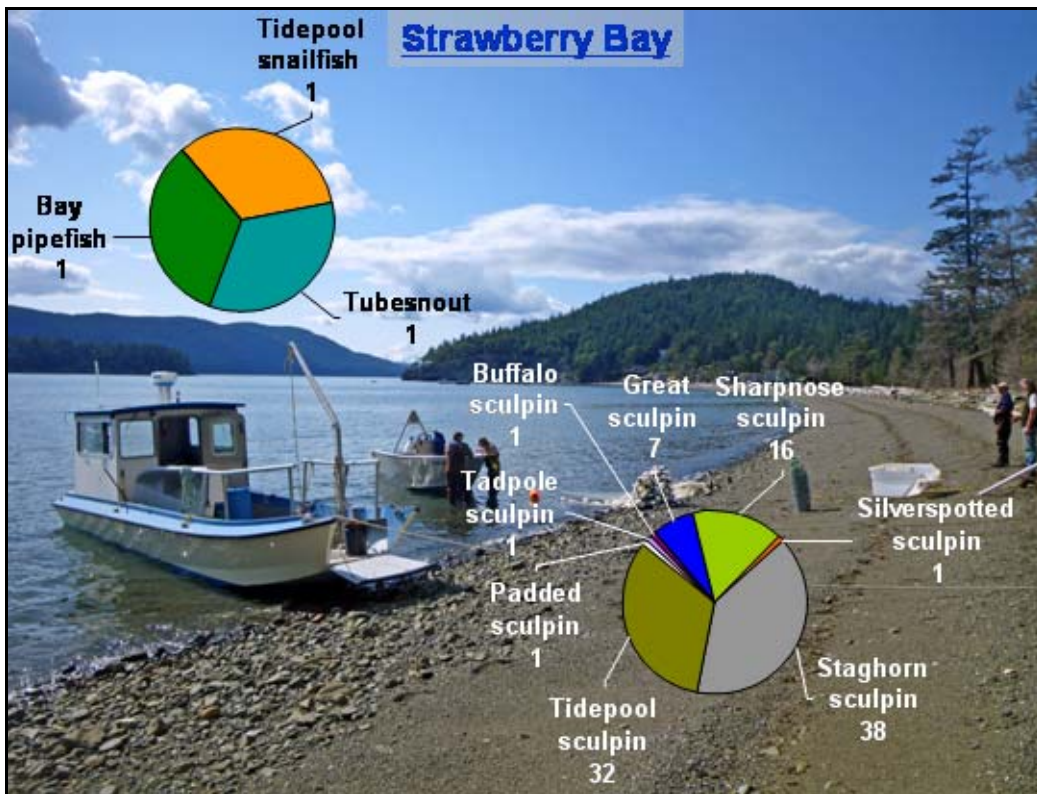 Strawberry Bay
Tidepool
snailfish
1
Bay
pipefish
1
Tubesnout
1
Buffalo
sculpin
1
Great
sculpin
7
Sharpnose
sculpin
16
Tadpole
sculpin
1
Silverspotted
sculpin
1
Padded
sculpin
1
Staghorn
sculpin
38
Tidepool
sculpin
32